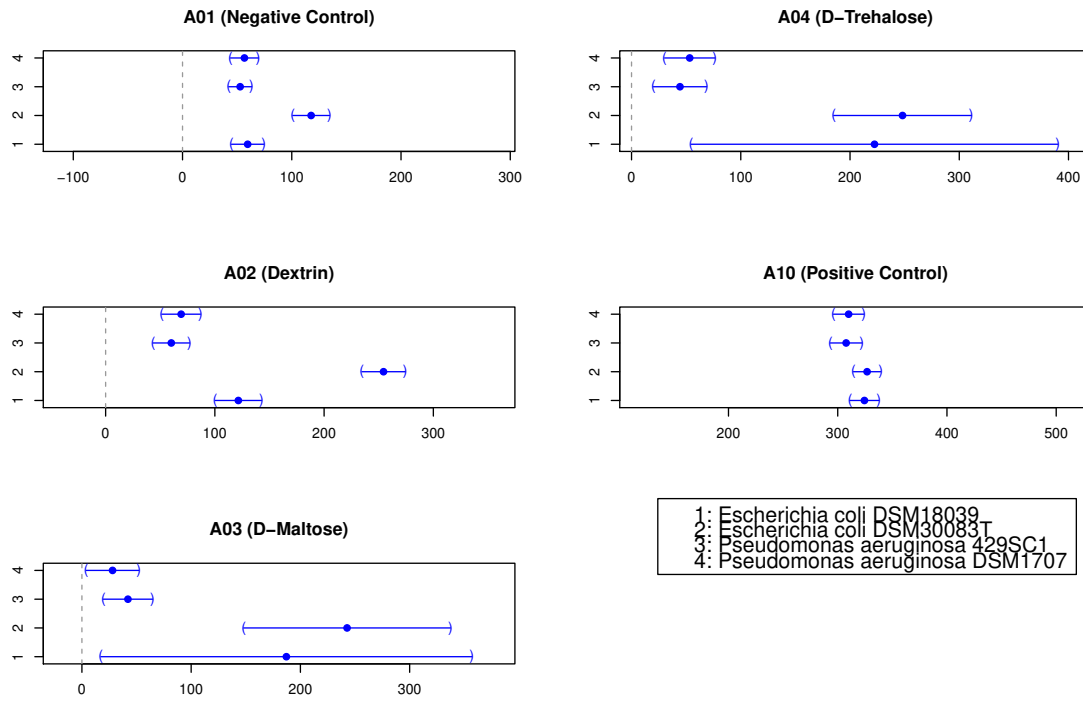 A01 (Negative Control)
4
3
2
1
−100 0 100 200 300
A04 (D−Trehalose)
4
3
2
1
0 100 200 300 400
A02 (Dextrin)
4
3
2
1
0 100 200 300
A10 (Positive Control)
4
3
2
1
200 300 400 500
A03 (D−Maltose)
4
3
2
1
0 100 200 300
1: Escherichia coli DSM18039
2: Escherichia coli DSM30083T
3: Pseudomonas aeruginosa 429SC1
4: Pseudomonas aeruginosa DSM1707